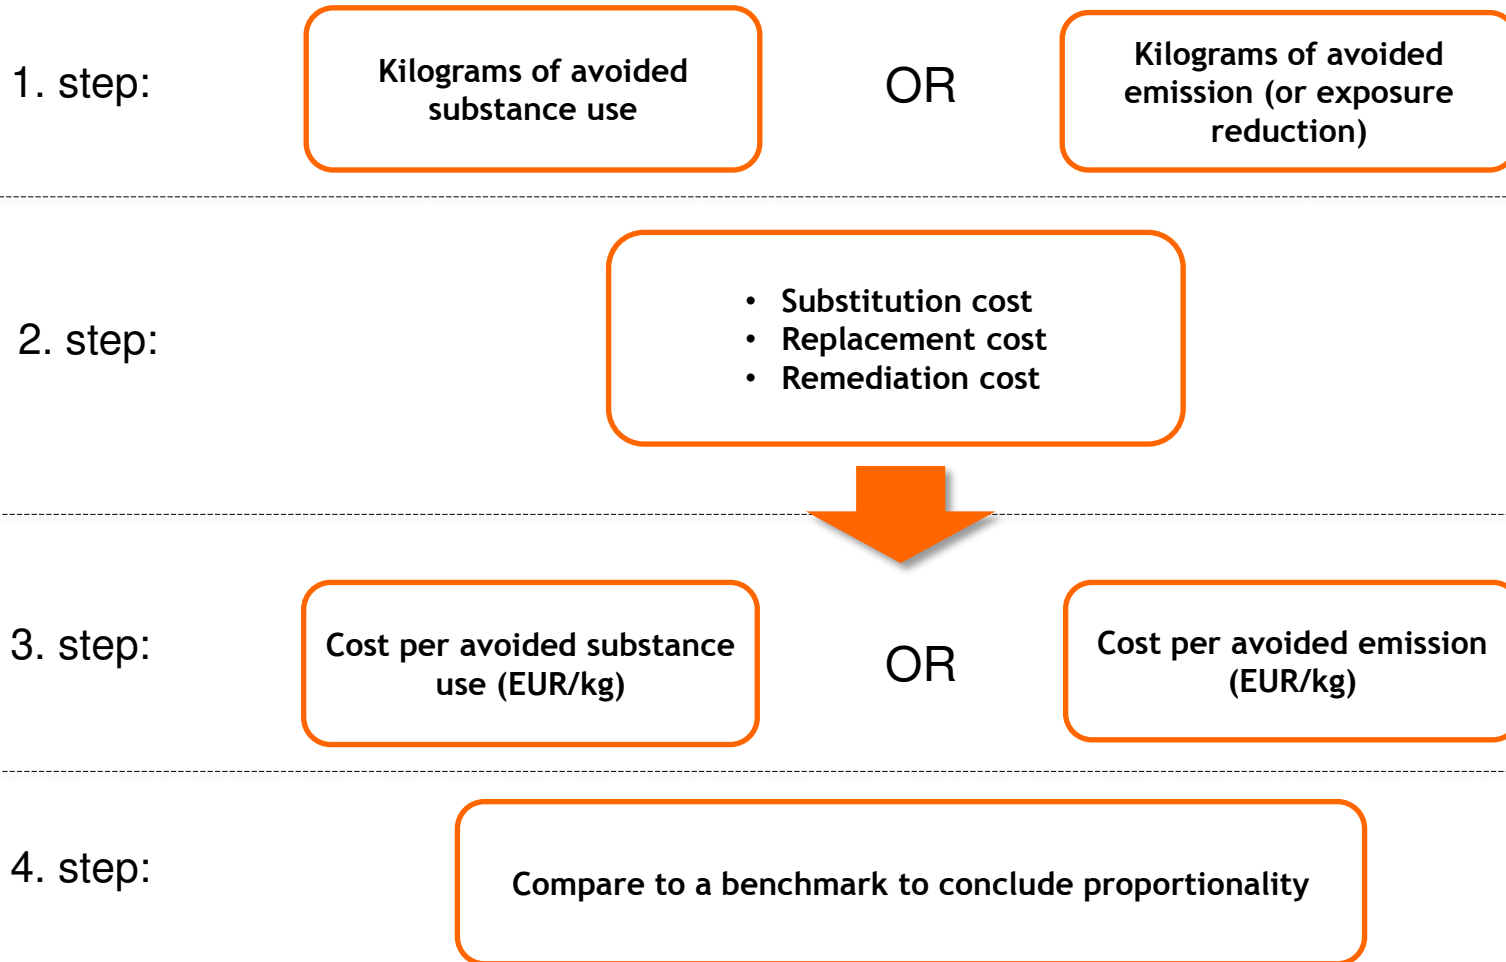 1. step:
Kilograms of avoided
substance use
OR
Kilograms of avoided
emission (or exposure
reduction)
2. step:
• Substitution cost
• Replacement cost
• Remediation cost
3. step:
Cost per avoided substance
use (EUR/kg)
OR
Cost per avoided emission
(EUR/kg)
4. step:
Compare to a benchmark to conclude proportionality